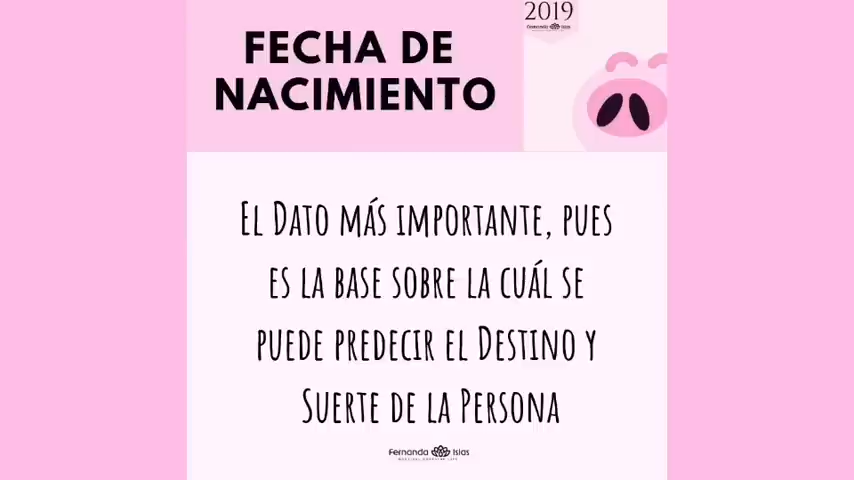 2019
Fernanda Islas
FECHA DE
NACIMIENTO
El Dato más importante, pues
es la base sobre la cuál se
puede predecir el Destino y
Suerte de la Persona
Fernanda Islas